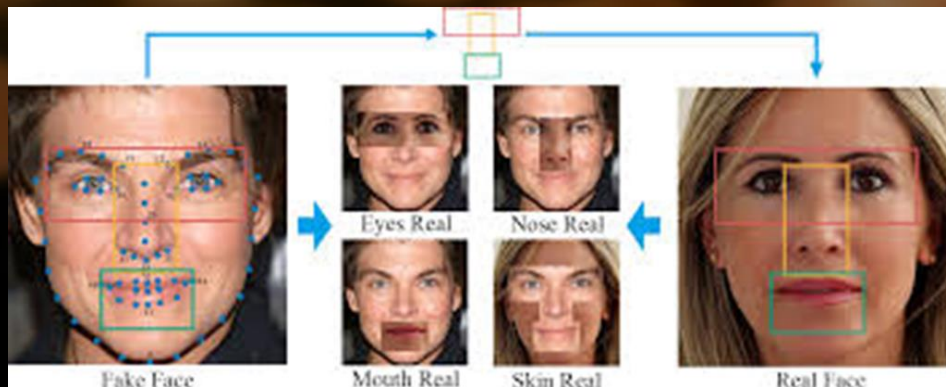 Eyes Real
Nose Real
Fake Face
Mouth Real
Skin Real
Real Face